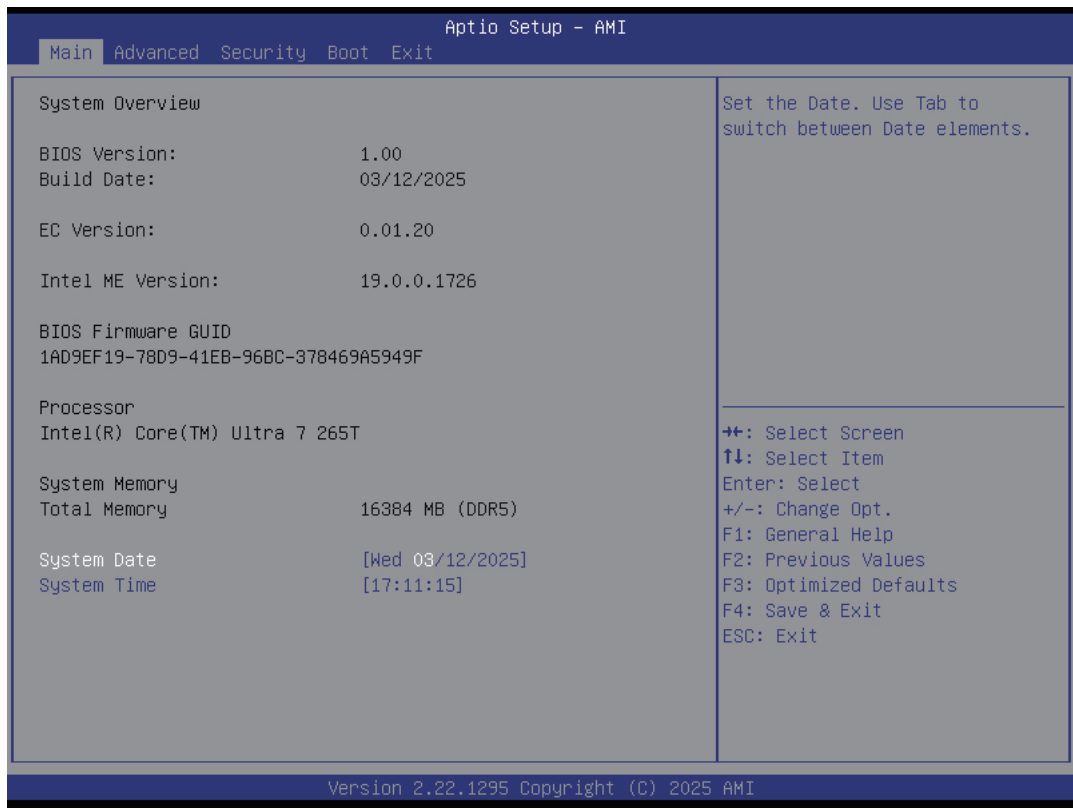 Aptio Setup – AMI
Main Advanced Security Boot Exit
System Overview
BIOS Version: 1.00
Build Date: 03/12/2025
EC Version: 0.01.20
Intel ME Version: 19.0.0.1726
BIOS Firmware GUID
1AD9EF19-78D9-41EB-96BC-378469A5949F
Processor
Intel(R) Core(TM) Ultra 7 265T
System Memory
Total Memory 16384 MB (DDR5)
System Date [Wed 03/12/2025]
System Time [17:11:15]
Set the Date. Use Tab to
switch between Date elements.
→←: Select Screen
↑↓: Select Item
Enter: Select
+/-: Change Opt.
F1: General Help
F2: Previous Values
F3: Optimized Defaults
F4: Save & Exit
ESC: Exit
Version 2.22.1295 Copyright (C) 2025 AMI